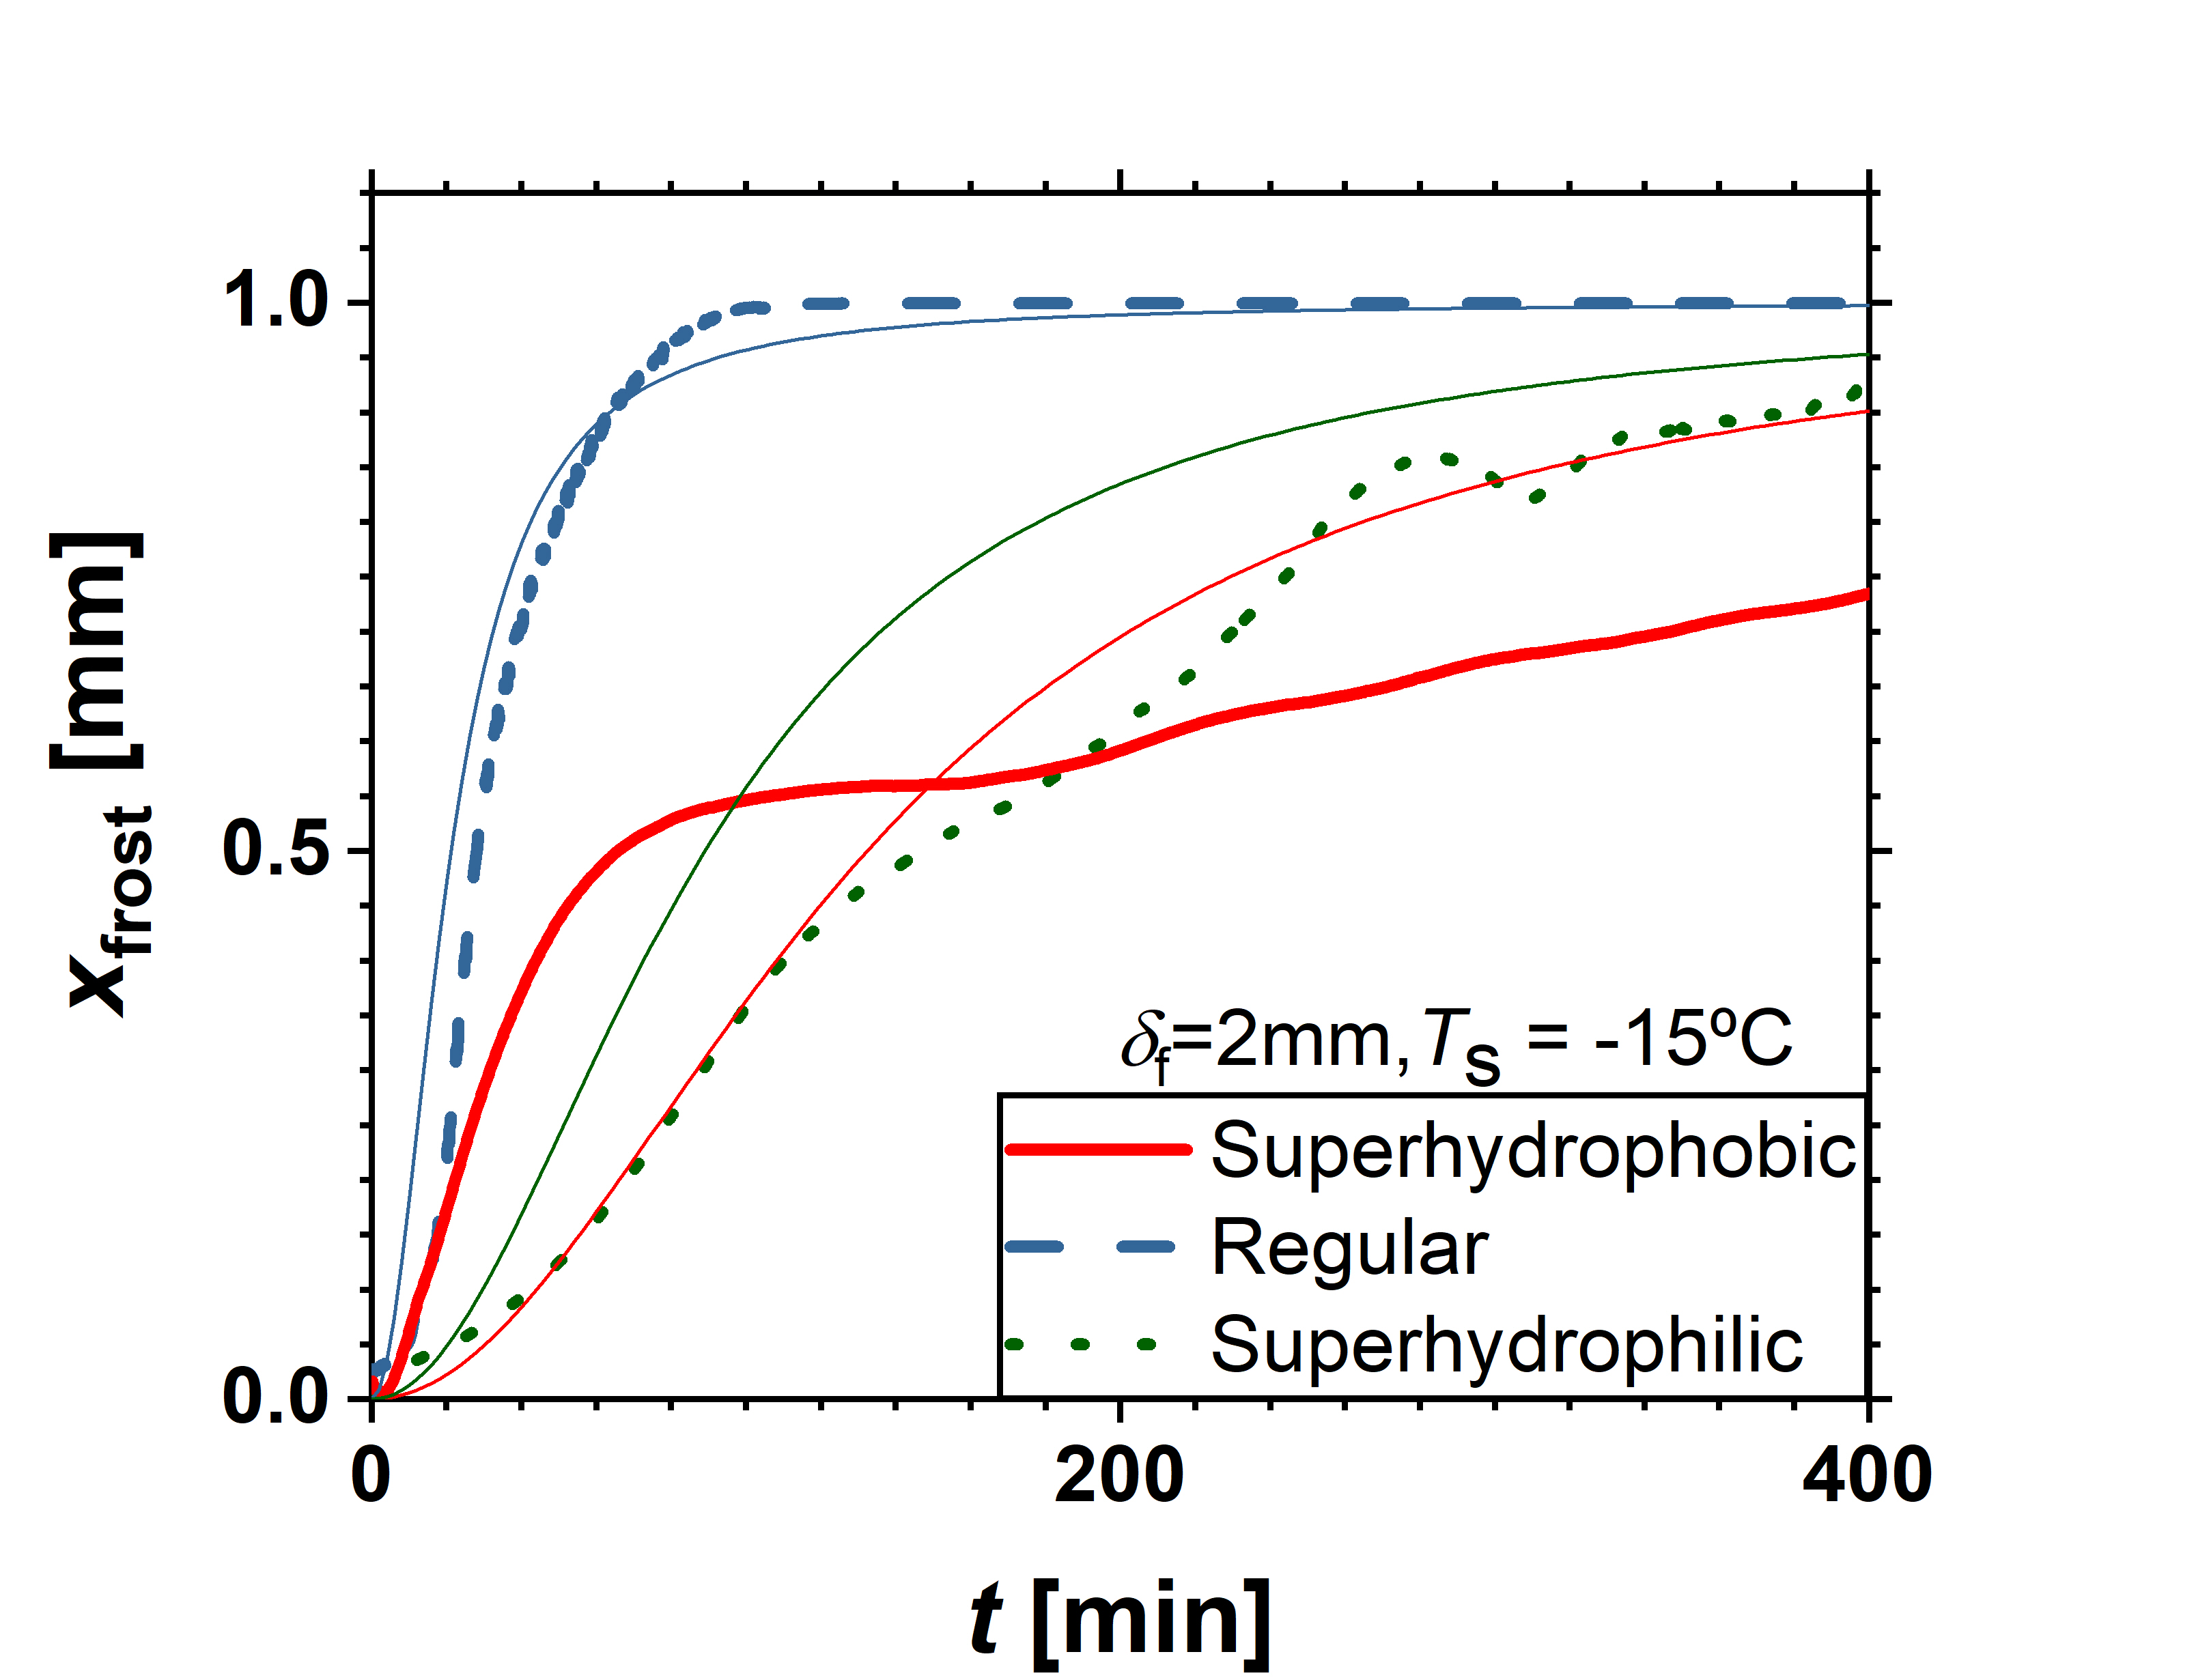 1.0
0.5
0.0
x_frost [mm]
δf=2mm, Ts = -15ºC
Superhydrophobic
Regular
Superhydrophilic
0 200 400
t [min]